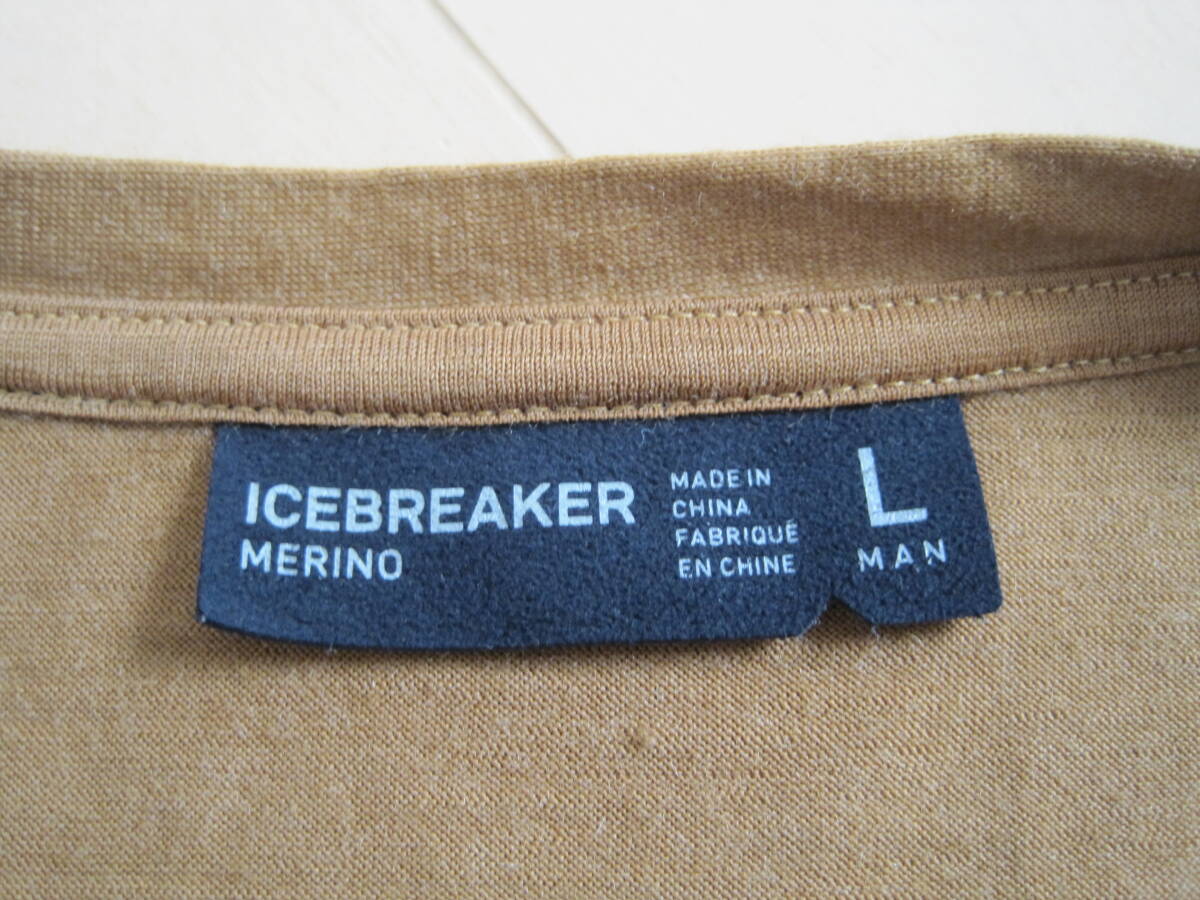 ICEBREAKER
MERINO
MADE IN
CHINA
FABRIQUÉ
EN CHINE
L
MAN